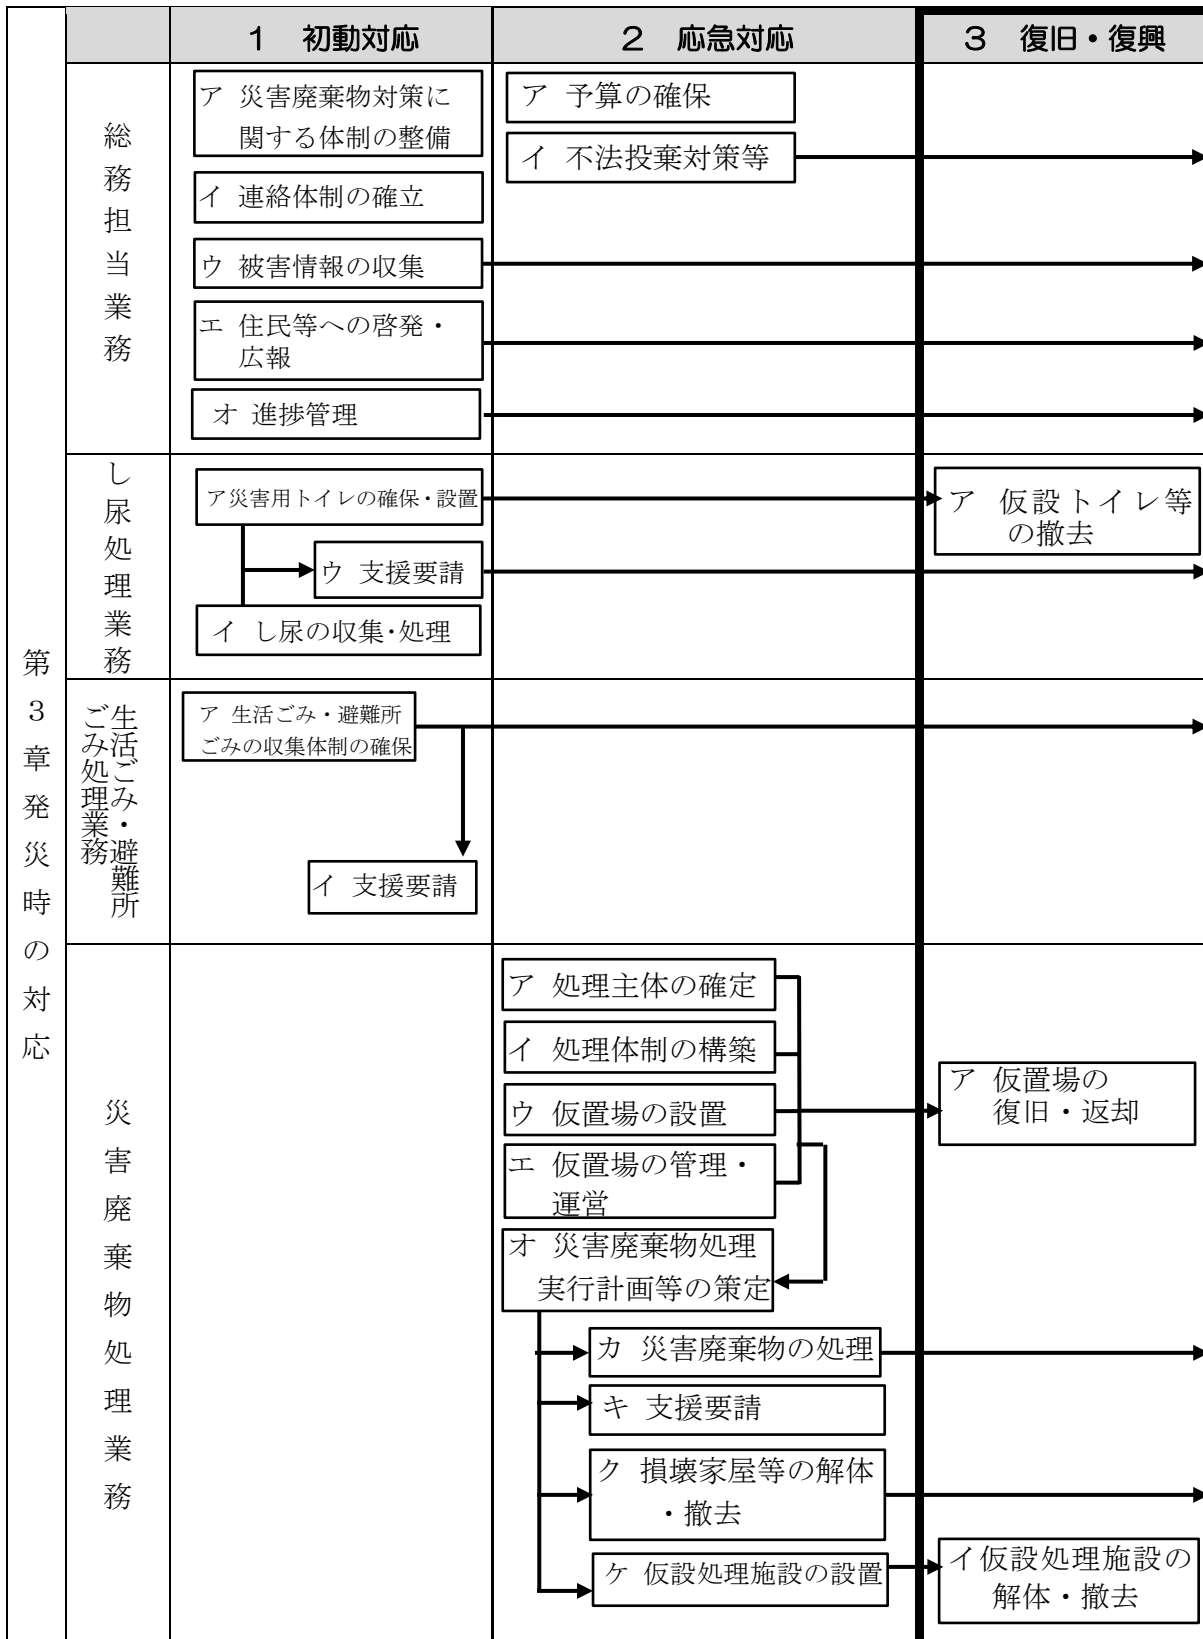 第3章発災時の対応
1 初動対応
2 応急対応
3 復旧・復興
総務担当業務
ア 災害廃棄物対策に
関する体制の整備
イ 連絡体制の確立
ウ 被害情報の収集
エ 住民等への啓発・
広報
オ 進捗管理
ア 予算の確保
イ 不法投棄対策等
し尿処理業務
ア災害用トイレの確保・設置
ウ 支援要請
イ し尿の収集・処理
ア 仮設トイレ等
の撤去
生活ごみ・避難所
ごみ処理業務
ア 生活ごみ・避難所
ごみの収集体制の確保
イ 支援要請
災害廃棄物処理業務
ア 処理主体の確定
イ 処理体制の構築
ウ 仮置場の設置
エ 仮置場の管理・
運営
オ 災害廃棄物処理
実行計画等の策定
カ 災害廃棄物の処理
キ 支援要請
ク 損壊家屋等の解体
・撤去
ケ 仮設処理施設の設置
ア 仮置場の
復旧・返却
イ仮設処理施設の
解体・撤去